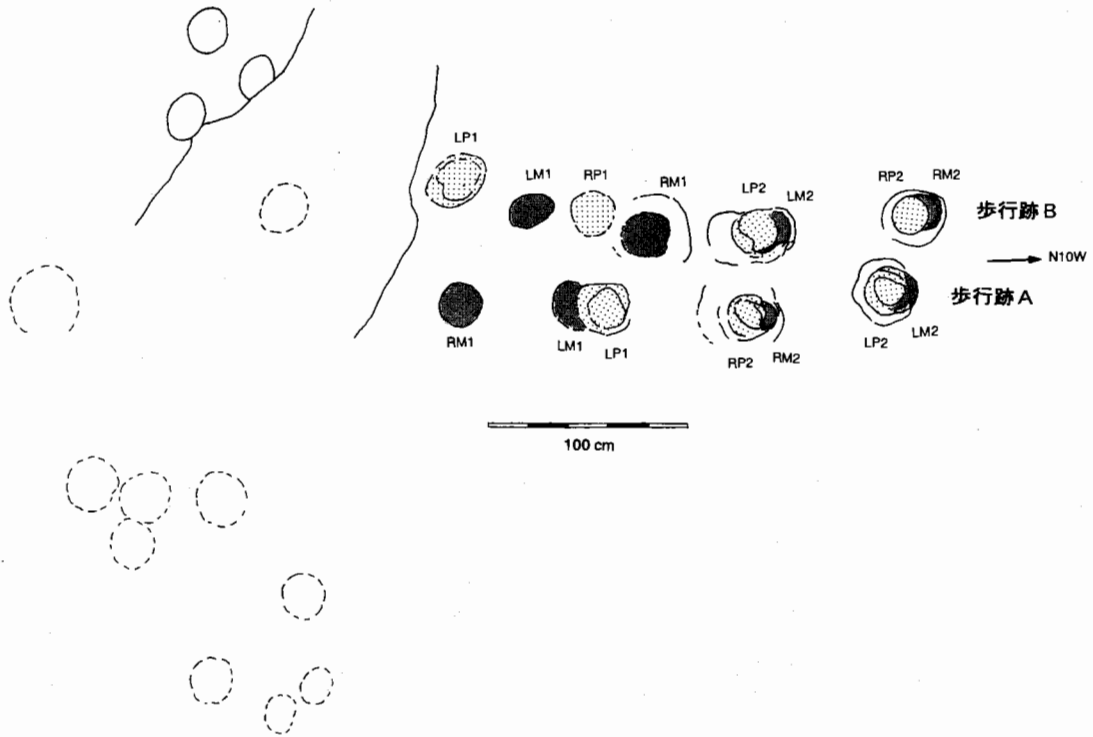 LP1
LM1 RP1 RM1 LP2 LM2 RP2 RM2
歩行跡 B
N10W
歩行跡 A
RM1 LM1 LP1 RP2 RM2 LP2 LM2
100 cm